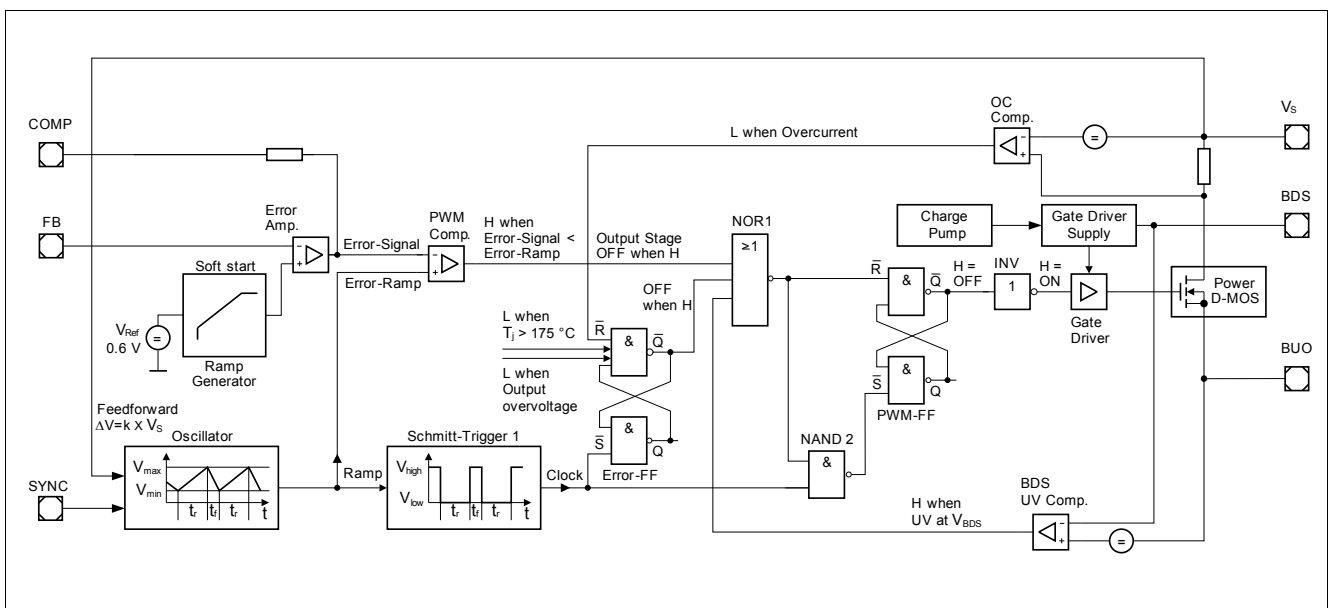 OC
Comp.
COMP
V_S
L when Overcurrent
- +
=
FB
Error
Amp.
PWM
Comp.
H when
Error-Signal <
Error-Ramp
Output Stage
OFF when H
NOR1
≥1
Charge
Pump
Gate Driver
Supply
BDS
- +
Error-Signal
- +
Error-Ramp
Soft start
V_Ref
0.6 V
=
Ramp
Generator
OFF
when H
R̅
&
Q̅
H =
OFF
INV
1
H =
ON
Gate
Driver
Power
D-MOS
L when
T_j > 175 °C
R̅
&
Q̅
L when
Output
overvoltage
&
S̅
Q
PWM-FF
BUO
&
S̅
Q
Error-FF
Feedforward
ΔV=k x V_S
Oscillator
V_max
V_min
t_r t_f t_r t
SYNC
Ramp
Schmitt-Trigger 1
V_high
V_low
t_r t_f t_r t
Clock
NAND 2
&
H when
UV at V_BDS
BDS
UV Comp.
- +
=